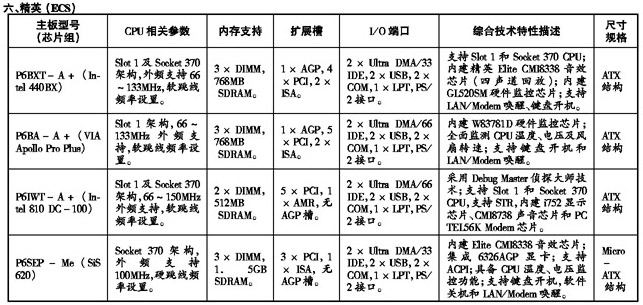 六、精英 (ECS)
主板型号
(芯片组)
CPU 相关参数
内存支持
扩展槽
I/O 端口
综合技术特性描述
尺寸
规格
P6BXT－A＋ (In-
tel 440BX)
Slot 1 及 Socket 370
架构,外频支持 66
～133MHz,软跳线
频率设置。
3 × DIMM,
768MB
SDRAM。
1 × AGP, 4
× PCI, 2 ×
ISA。
2 × Ultra DMA/33
IDE, 2 × USB, 2 ×
COM, 1 × LPT, PS/
2 接口。
支持 Slot 1 和 Socket 370 CPU;
内建精英 Elite CMI8338 音效
芯片 (四声道回放); 内建
GL520SM 硬件监控芯片; 支持
LAN/Modem 唤醒、键盘开机。
ATX
结构
P6BA－A＋ (VIA
Apollo Pro Plus)
Slot 1 架构, 66～
133MHz 外频支
持,软跳线频率设
置。
3 × DIMM,
768MB
SDRAM。
1 × AGP, 5
× PCI, 2 ×
ISA。
2 × Ultra DMA/66
IDE, 2 × USB, 2 ×
COM, 1 × LPT, PS/
2 接口。
内建 W83781D 硬件监控芯片;
全面监测 CPU 温度、电压及风
扇转速; 支持键盘开机和
LAN/Modem 唤醒。
ATX
结构
P6IWT－A＋ (In-
tel 810 DC－100)
Slot 1 及 Socket 370
架构, 66～150MHz
外频支持,软跳线
频率设置。
2 × DIMM,
512MB
SDRAM。
5 × PCI, 1
× AMR, 无
AGP 槽。
2 × Ultra DMA/66
IDE, 2 × USB, 2 ×
COM, 1 × LPT, PS/
2 接口。
采用 Debug Master 侦探大师技
术; 支持 Slot 1 和 Socket 370
CPU, 支持 STR, 内建 i752 显示
芯片、CMI8738 声音芯片和 PC
TEL56K Modem 芯片。
ATX
结构
P6SEP－Me (SiS
620)
Socket 370 架构,
外频支持
100MHz, 硬跳线频
率设置。
3 × DIMM,
1．5GB
SDRAM。
3 × PCI,
1 × ISA, 无
AGP 槽。
2 × Ultra DMA/33
IDE, 2 × USB, 2 ×
COM, 1 × LPT, PS/
2 接口。
内建 Elite CMI8338 音效芯片;
集成 6326AGP 显卡; 支持
ACPI; 具备 CPU 温度、电压监
控功能; 支持键盘开机, 软件
关机和 LAN/Modem 唤醒。
Micro
－
ATX
结构